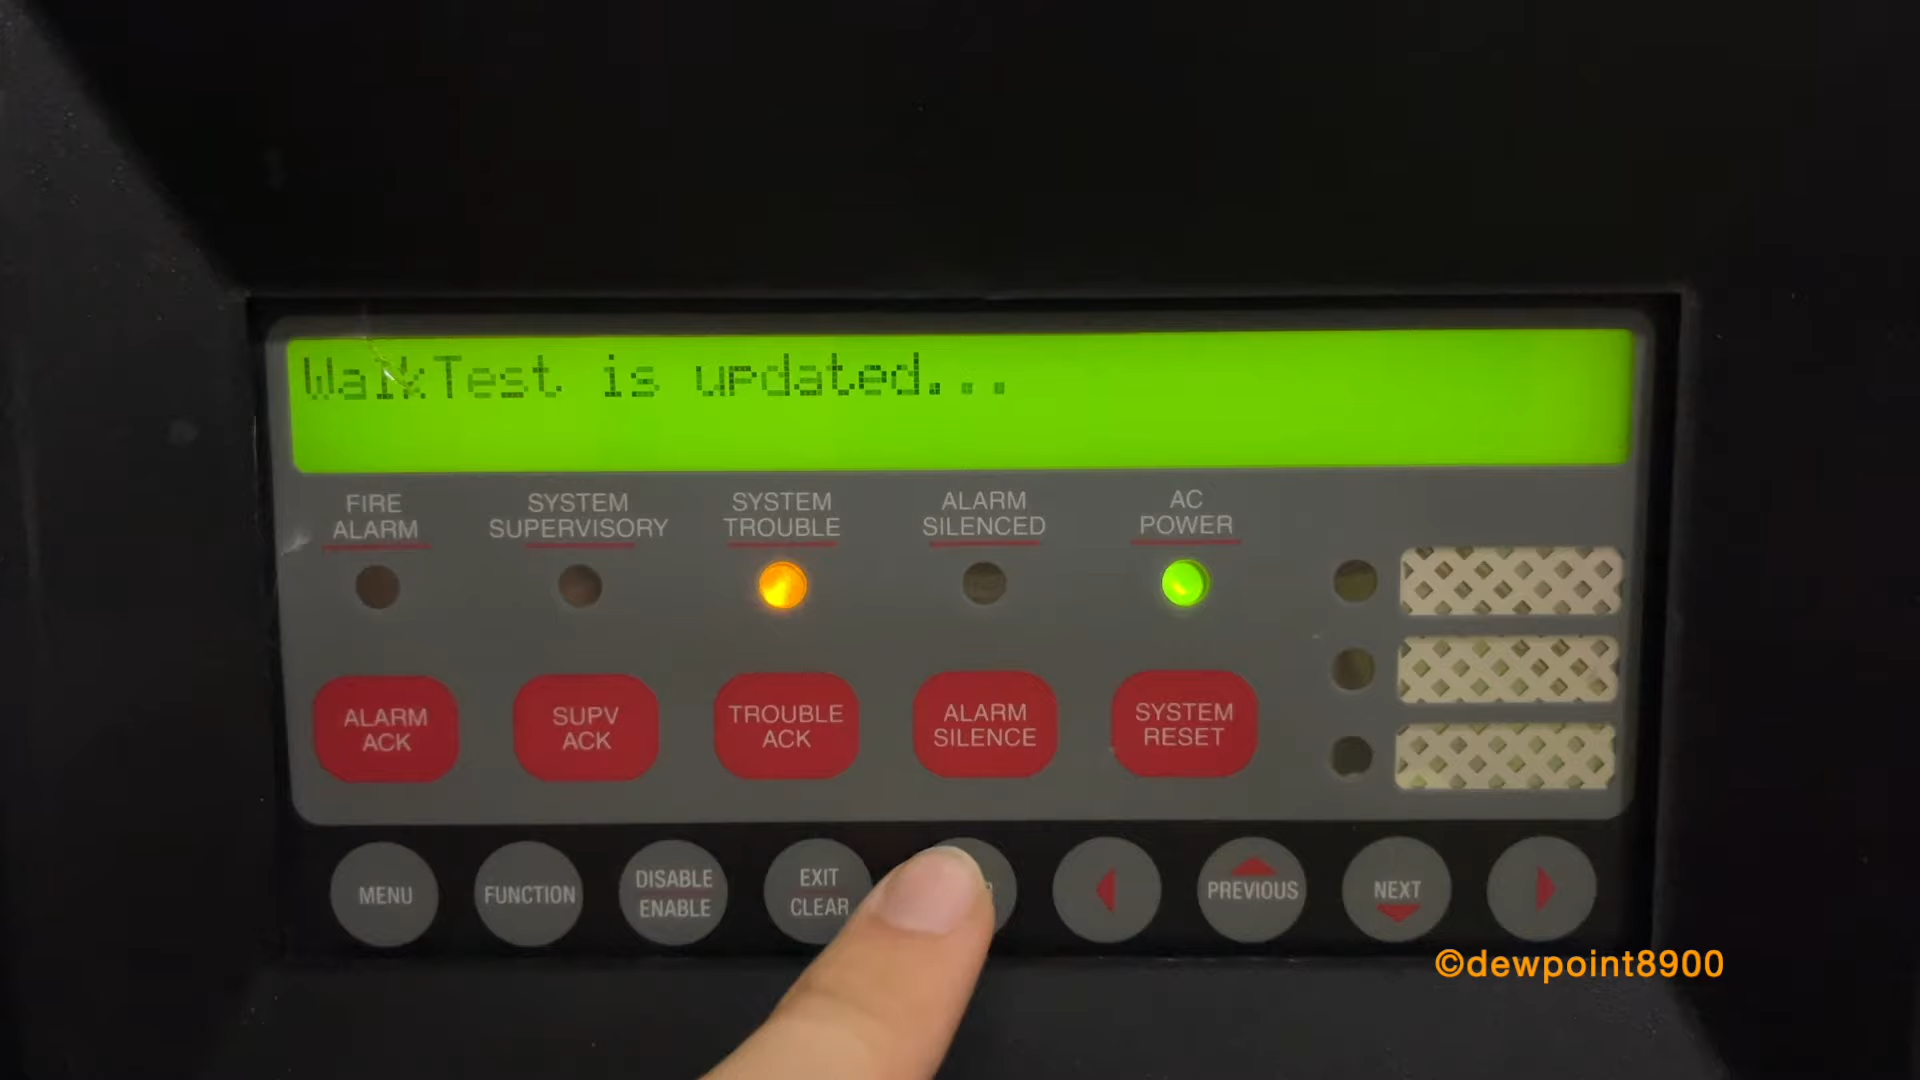 WalkTest is updated...
FIRE
ALARM
SYSTEM
SUPERVISORY
SYSTEM
TROUBLE
ALARM
SILENCED
AC
POWER
ALARM
ACK
SUPV
ACK
TROUBLE
ACK
ALARM
SILENCE
SYSTEM
RESET
MENU
FUNCTION
DISABLE
ENABLE
EXIT
CLEAR
PREVIOUS
NEXT
©dewpoint8900